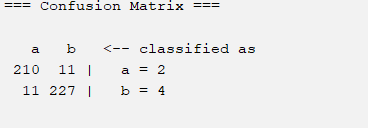 === Confusion Matrix ===
a b <-- classified as
210 11 | a = 2
11 227 | b = 4